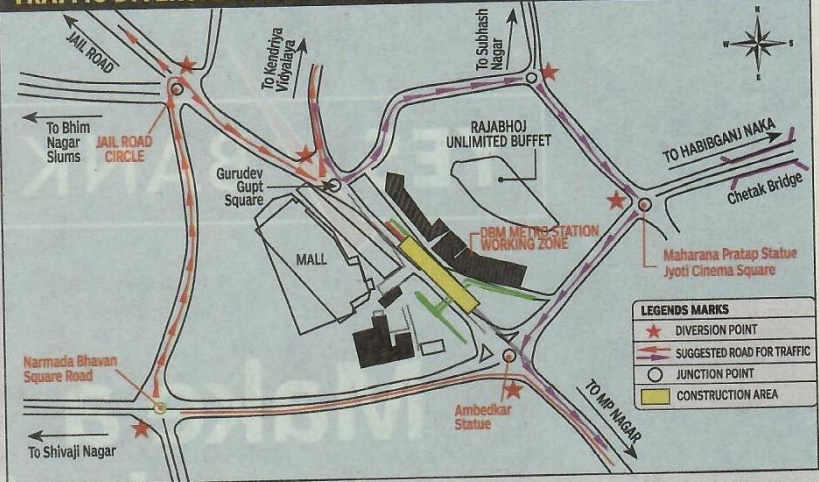 JAIL ROAD
To Kendriya
Vidyalaya
To Subhash
Nagar
N
W
S
E
To Bhim
Nagar
Slums
JAIL ROAD
CIRCLE
RAJABHOJ
UNLIMITED BUFFET
TO HABIBGANJ NAKA
Chetak Bridge
Gurudev
Gupt
Square
DBM METRO STATION
WORKING ZONE
MALL
Maharana Pratap Statue
Jyoti Cinema Square
LEGENDS MARKS
DIVERSION POINT
SUGGESTED ROAD FOR TRAFFIC
JUNCTION POINT
CONSTRUCTION AREA
Narmada Bhavan
Square Road
Ambedkar
Statue
TO MP NAGAR
To Shivaji Nagar